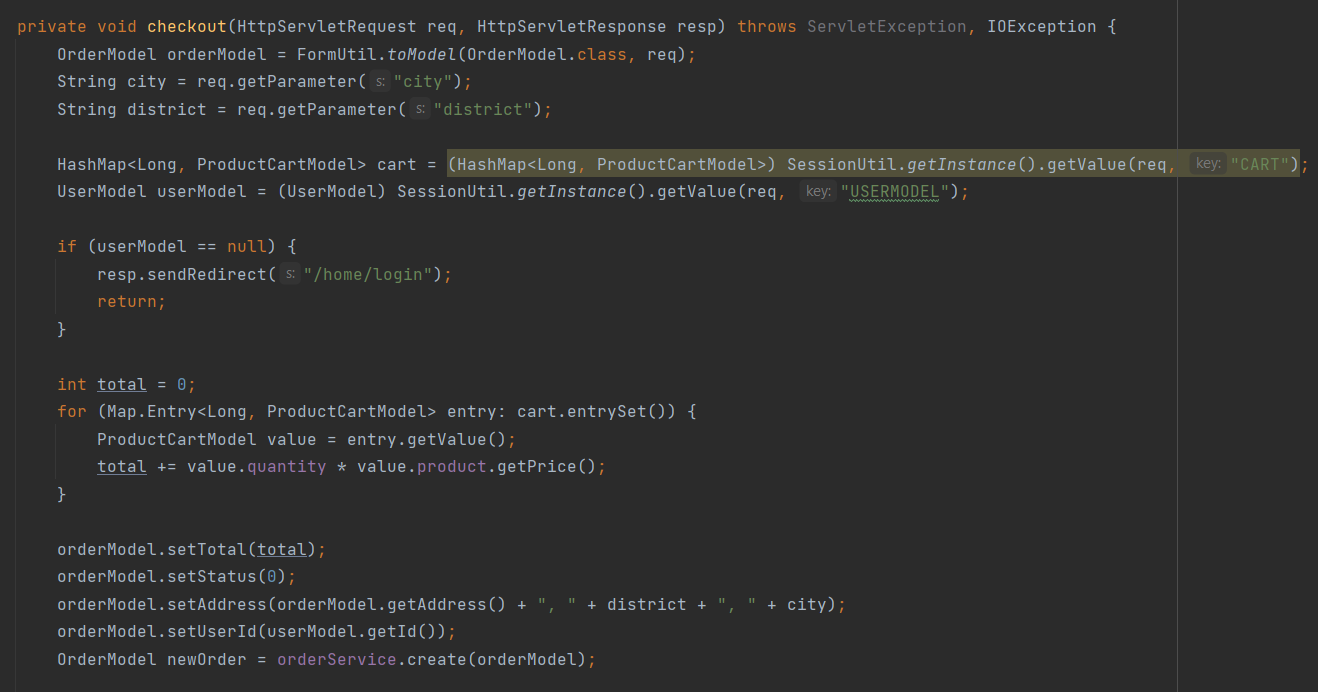 private void checkout(HttpServletRequest req, HttpServletResponse resp) throws ServletException, IOException {
    OrderModel orderModel = FormUtil.toModel(OrderModel.class, req);
    String city = req.getParameter( s: "city");
    String district = req.getParameter( s: "district");

    HashMap<Long, ProductCartModel> cart = (HashMap<Long, ProductCartModel>) SessionUtil.getInstance().getValue(req, key: "CART");
    UserModel userModel = (UserModel) SessionUtil.getInstance().getValue(req, key: "USERMODEL");

    if (userModel == null) {
        resp.sendRedirect( s: "/home/login");
        return;
    }

    int total = 0;
    for (Map.Entry<Long, ProductCartModel> entry: cart.entrySet()) {
        ProductCartModel value = entry.getValue();
        total += value.quantity * value.product.getPrice();
    }

    orderModel.setTotal(total);
    orderModel.setStatus(0);
    orderModel.setAddress(orderModel.getAddress() + ", " + district + ", " + city);
    orderModel.setUserId(userModel.getId());
    OrderModel newOrder = orderService.create(orderModel);